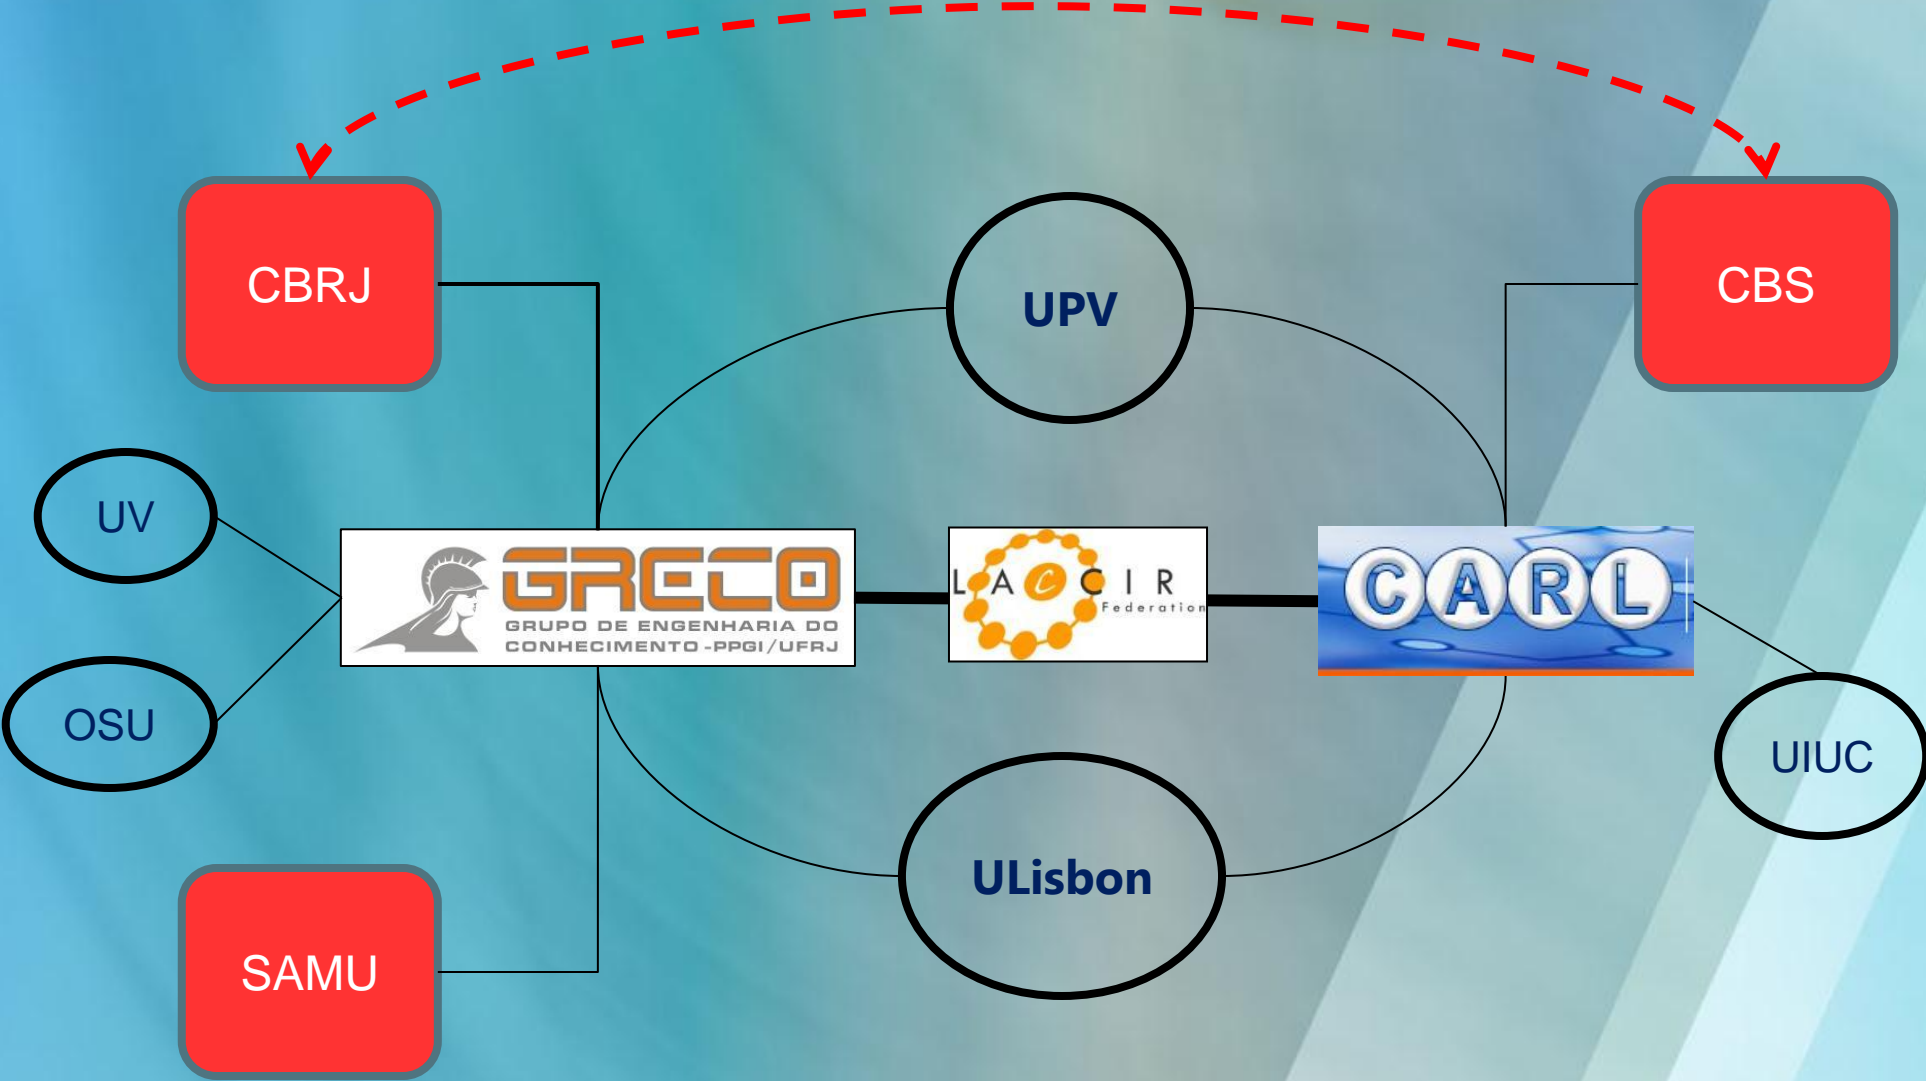 CBRJ
CBS
UPV
UV
GRECO
GRUPO DE ENGENHARIA DO
CONHECIMENTO -PPGI/UFRJ
LACCIR
Federation
CARL
OSU
UIUC
ULisbon
SAMU